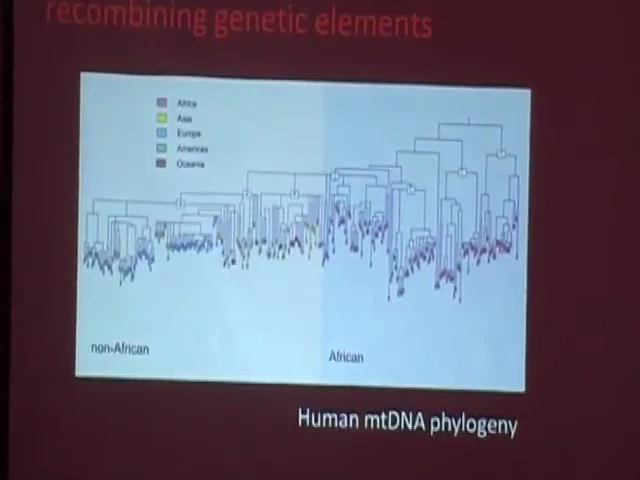 recombining genetic elements
Africa
Asia
Europe
Americas
Oceania
non-African
African
Human mtDNA phylogeny